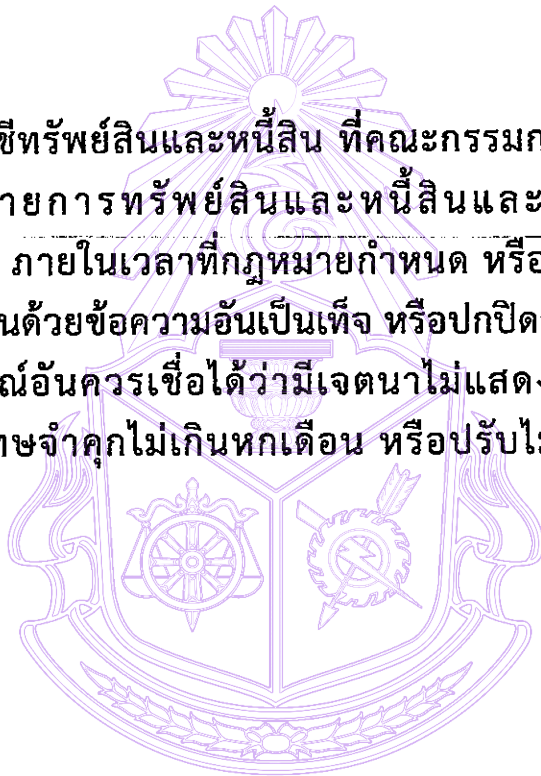 ชีทรัพย์สินและหนี้สิน ที่คณะกรรมก
ายการทรัพย์สินและหนี้สินและ
ภายในเวลาที่กฎหมายกำหนด หรือ
นด้วยข้อความอันเป็นเท็จ หรือปกปิด
ณ์อันควรเชื่อได้ว่ามีเจตนาไม่แสดง
ทษจำคุกไม่เกินหกเดือน หรือปรับไม